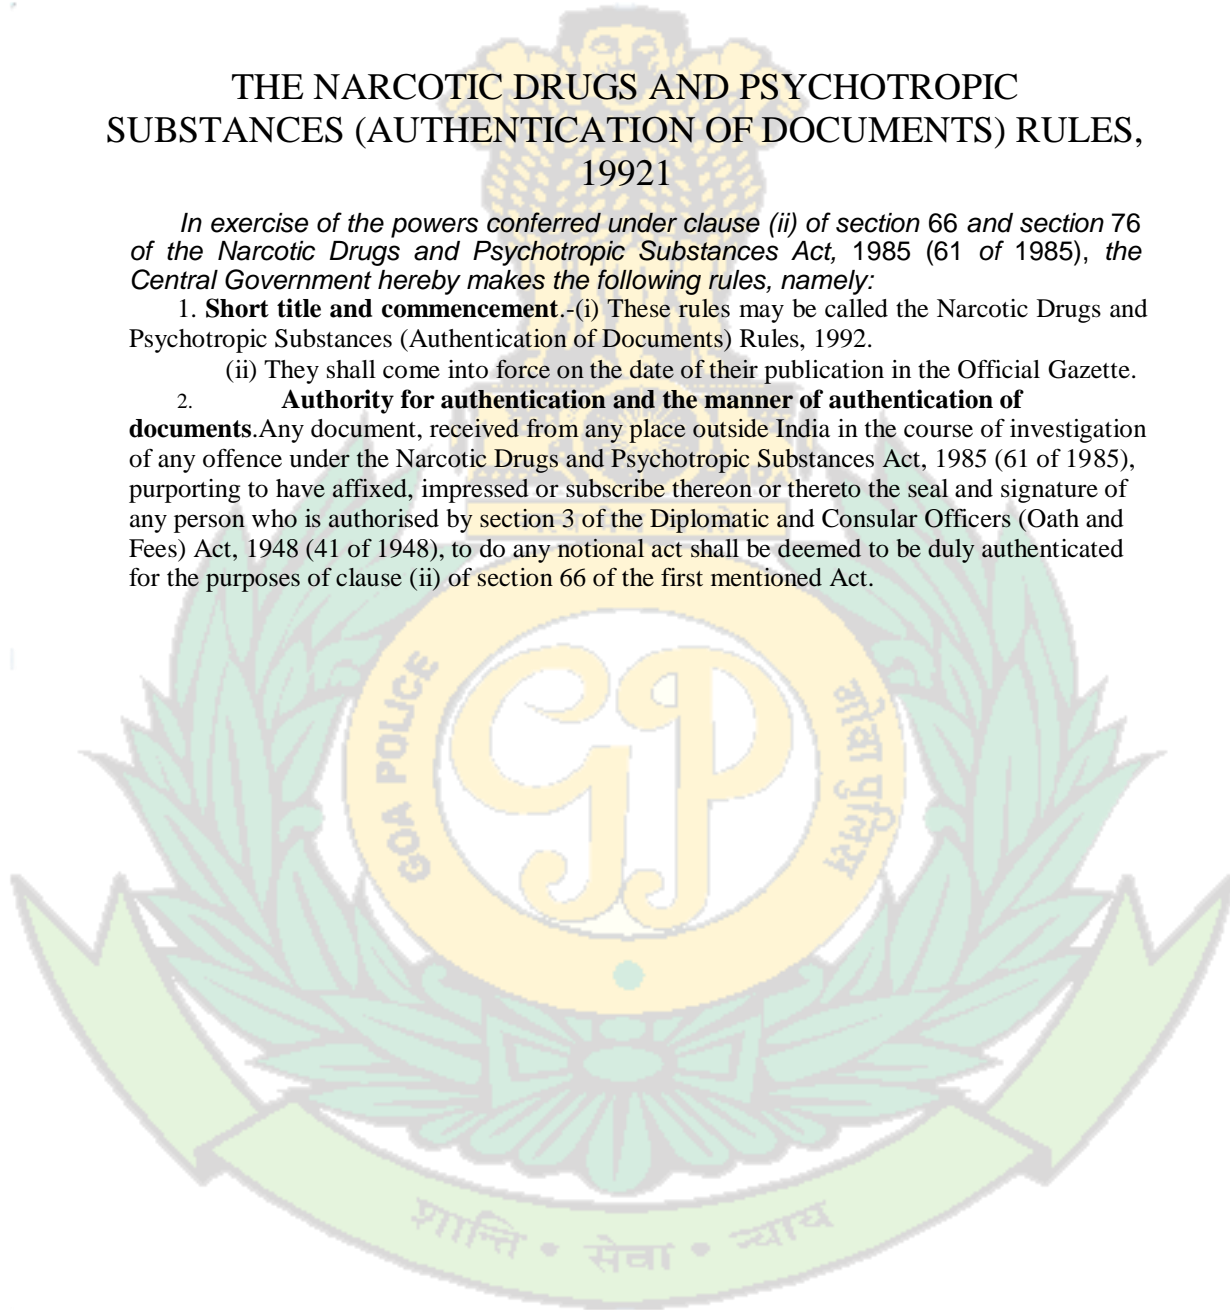 THE NARCOTIC DRUGS AND PSYCHOTROPIC
SUBSTANCES (AUTHENTICATION OF DOCUMENTS) RULES,
19921
In exercise of the powers conferred under clause (ii) of section 66 and section 76
of the Narcotic Drugs and Psychotropic Substances Act, 1985 (61 of 1985), the
Central Government hereby makes the following rules, namely:
1. Short title and commencement.-(i) These rules may be called the Narcotic Drugs and
Psychotropic Substances (Authentication of Documents) Rules, 1992.
(ii) They shall come into force on the date of their publication in the Official Gazette.
2. Authority for authentication and the manner of authentication of
documents.Any document, received from any place outside India in the course of investigation
of any offence under the Narcotic Drugs and Psychotropic Substances Act, 1985 (61 of 1985),
purporting to have affixed, impressed or subscribe thereon or thereto the seal and signature of
any person who is authorised by section 3 of the Diplomatic and Consular Officers (Oath and
Fees) Act, 1948 (41 of 1948), to do any notional act shall be deemed to be duly authenticated
for the purposes of clause (ii) of section 66 of the first mentioned Act.
GOA POLICE
GP
शान्ति • सेवा • न्याय